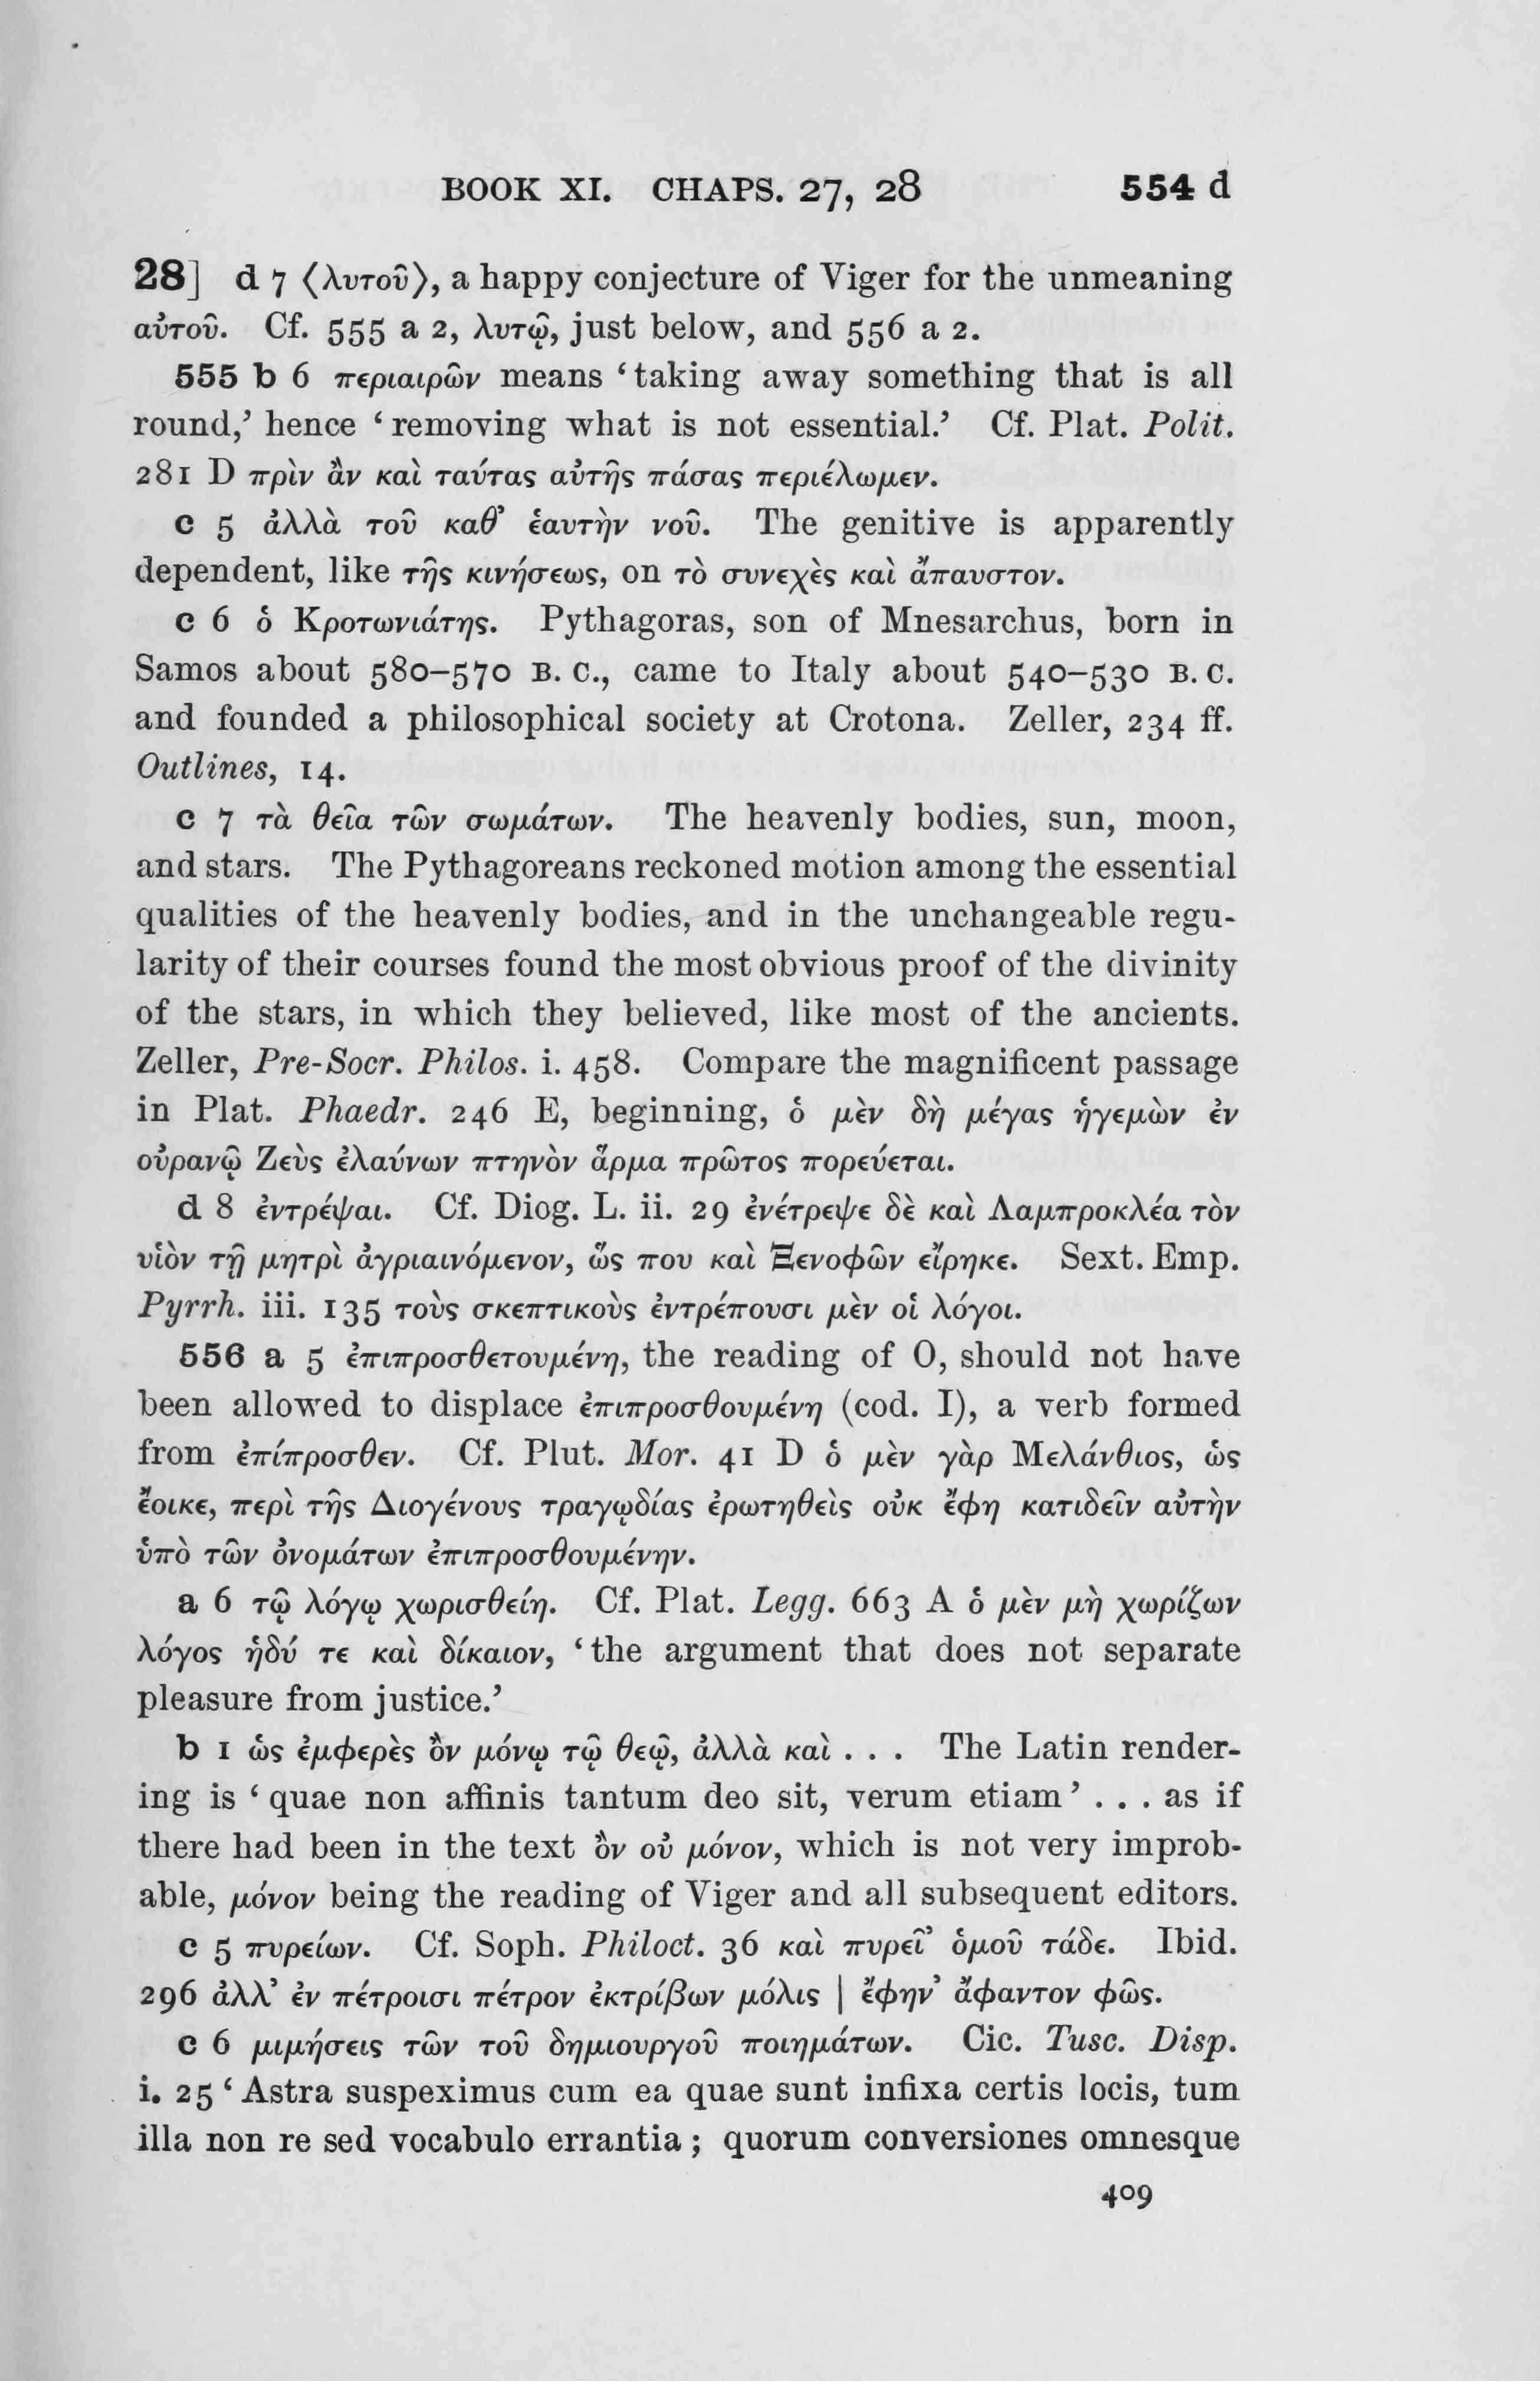 BOOK XI. CHAPS. 27, 28 554 d
28] d 7 ⟨λυτοῦ⟩, a happy conjecture of Viger for the unmeaning
αὐτοῦ. Cf. 555 a 2, λυτῷ, just below, and 556 a 2.
555 b 6 περιαιρῶν means ‘taking away something that is all
round,’ hence ‘removing what is not essential.’ Cf. Plat. Polit.
281 D πρὶν ἂν καὶ ταύτας αὐτῆς πάσας περιέλωμεν.
c 5 ἀλλὰ τοῦ καθ’ ἑαυτὴν νοῦ. The genitive is apparently
dependent, like τῆς κινήσεως, on τὸ συνεχὲς καὶ ἄπαυστον.
c 6 ὁ Κροτωνιάτης. Pythagoras, son of Mnesarchus, born in
Samos about 580–570 B. C., came to Italy about 540–530 B. C.
and founded a philosophical society at Crotona. Zeller, 234 ff.
Outlines, 14.
c 7 τὰ θεῖα τῶν σωμάτων. The heavenly bodies, sun, moon,
and stars. The Pythagoreans reckoned motion among the essential
qualities of the heavenly bodies, and in the unchangeable regu-
larity of their courses found the most obvious proof of the divinity
of the stars, in which they believed, like most of the ancients.
Zeller, Pre-Socr. Philos. i. 458. Compare the magnificent passage
in Plat. Phaedr. 246 E, beginning, ὁ μὲν δὴ μέγας ἡγεμὼν ἐν
οὐρανῷ Ζεὺς ἐλαύνων πτηνὸν ἅρμα πρῶτος πορεύεται.
d 8 ἐντρέψαι. Cf. Diog. L. ii. 29 ἐνέτρεψε δὲ καὶ Λαμπροκλέα τὸν
υἱὸν τῇ μητρὶ ἀγριαινόμενον, ὥς που καὶ Ξενοφῶν εἴρηκε. Sext. Emp.
Pyrrh. iii. 135 τοὺς σκεπτικοὺς ἐντρέπουσι μὲν οἱ λόγοι.
556 a 5 ἐπιπροσθετουμένη, the reading of O, should not have
been allowed to displace ἐπιπροσθουμένη (cod. I), a verb formed
from ἐπίπροσθεν. Cf. Plut. Mor. 41 D ὁ μὲν γὰρ Μελάνθιος, ὡς
ἔοικε, περὶ τῆς Διογένους τραγῳδίας ἐρωτηθεὶς οὐκ ἔφη κατιδεῖν αὐτὴν
ὑπὸ τῶν ὀνομάτων ἐπιπροσθουμένην.
a 6 τῷ λόγῳ χωρισθείη. Cf. Plat. Legg. 663 A ὁ μὲν μὴ χωρίζων
λόγος ἡδύ τε καὶ δίκαιον, ‘the argument that does not separate
pleasure from justice.’
b 1 ὡς ἐμφερὲς ὂν μόνῳ τῷ θεῷ, ἀλλὰ καὶ . . . The Latin render-
ing is ‘quae non affinis tantum deo sit, verum etiam’ . . . as if
there had been in the text ὂν οὐ μόνον, which is not very improb-
able, μόνον being the reading of Viger and all subsequent editors.
c 5 πυρείων. Cf. Soph. Philoct. 36 καὶ πυρεῖ’ ὁμοῦ τάδε. Ibid.
296 ἀλλ’ ἐν πέτροισι πέτρον ἐκτρίβων μόλις | ἔφην’ ἄφαντον φῶς.
c 6 μιμήσεις τῶν τοῦ δημιουργοῦ ποιημάτων. Cic. Tusc. Disp.
i. 25 ‘Astra suspeximus cum ea quae sunt infixa certis locis, tum
illa non re sed vocabulo errantia; quorum conversiones omnesque
409